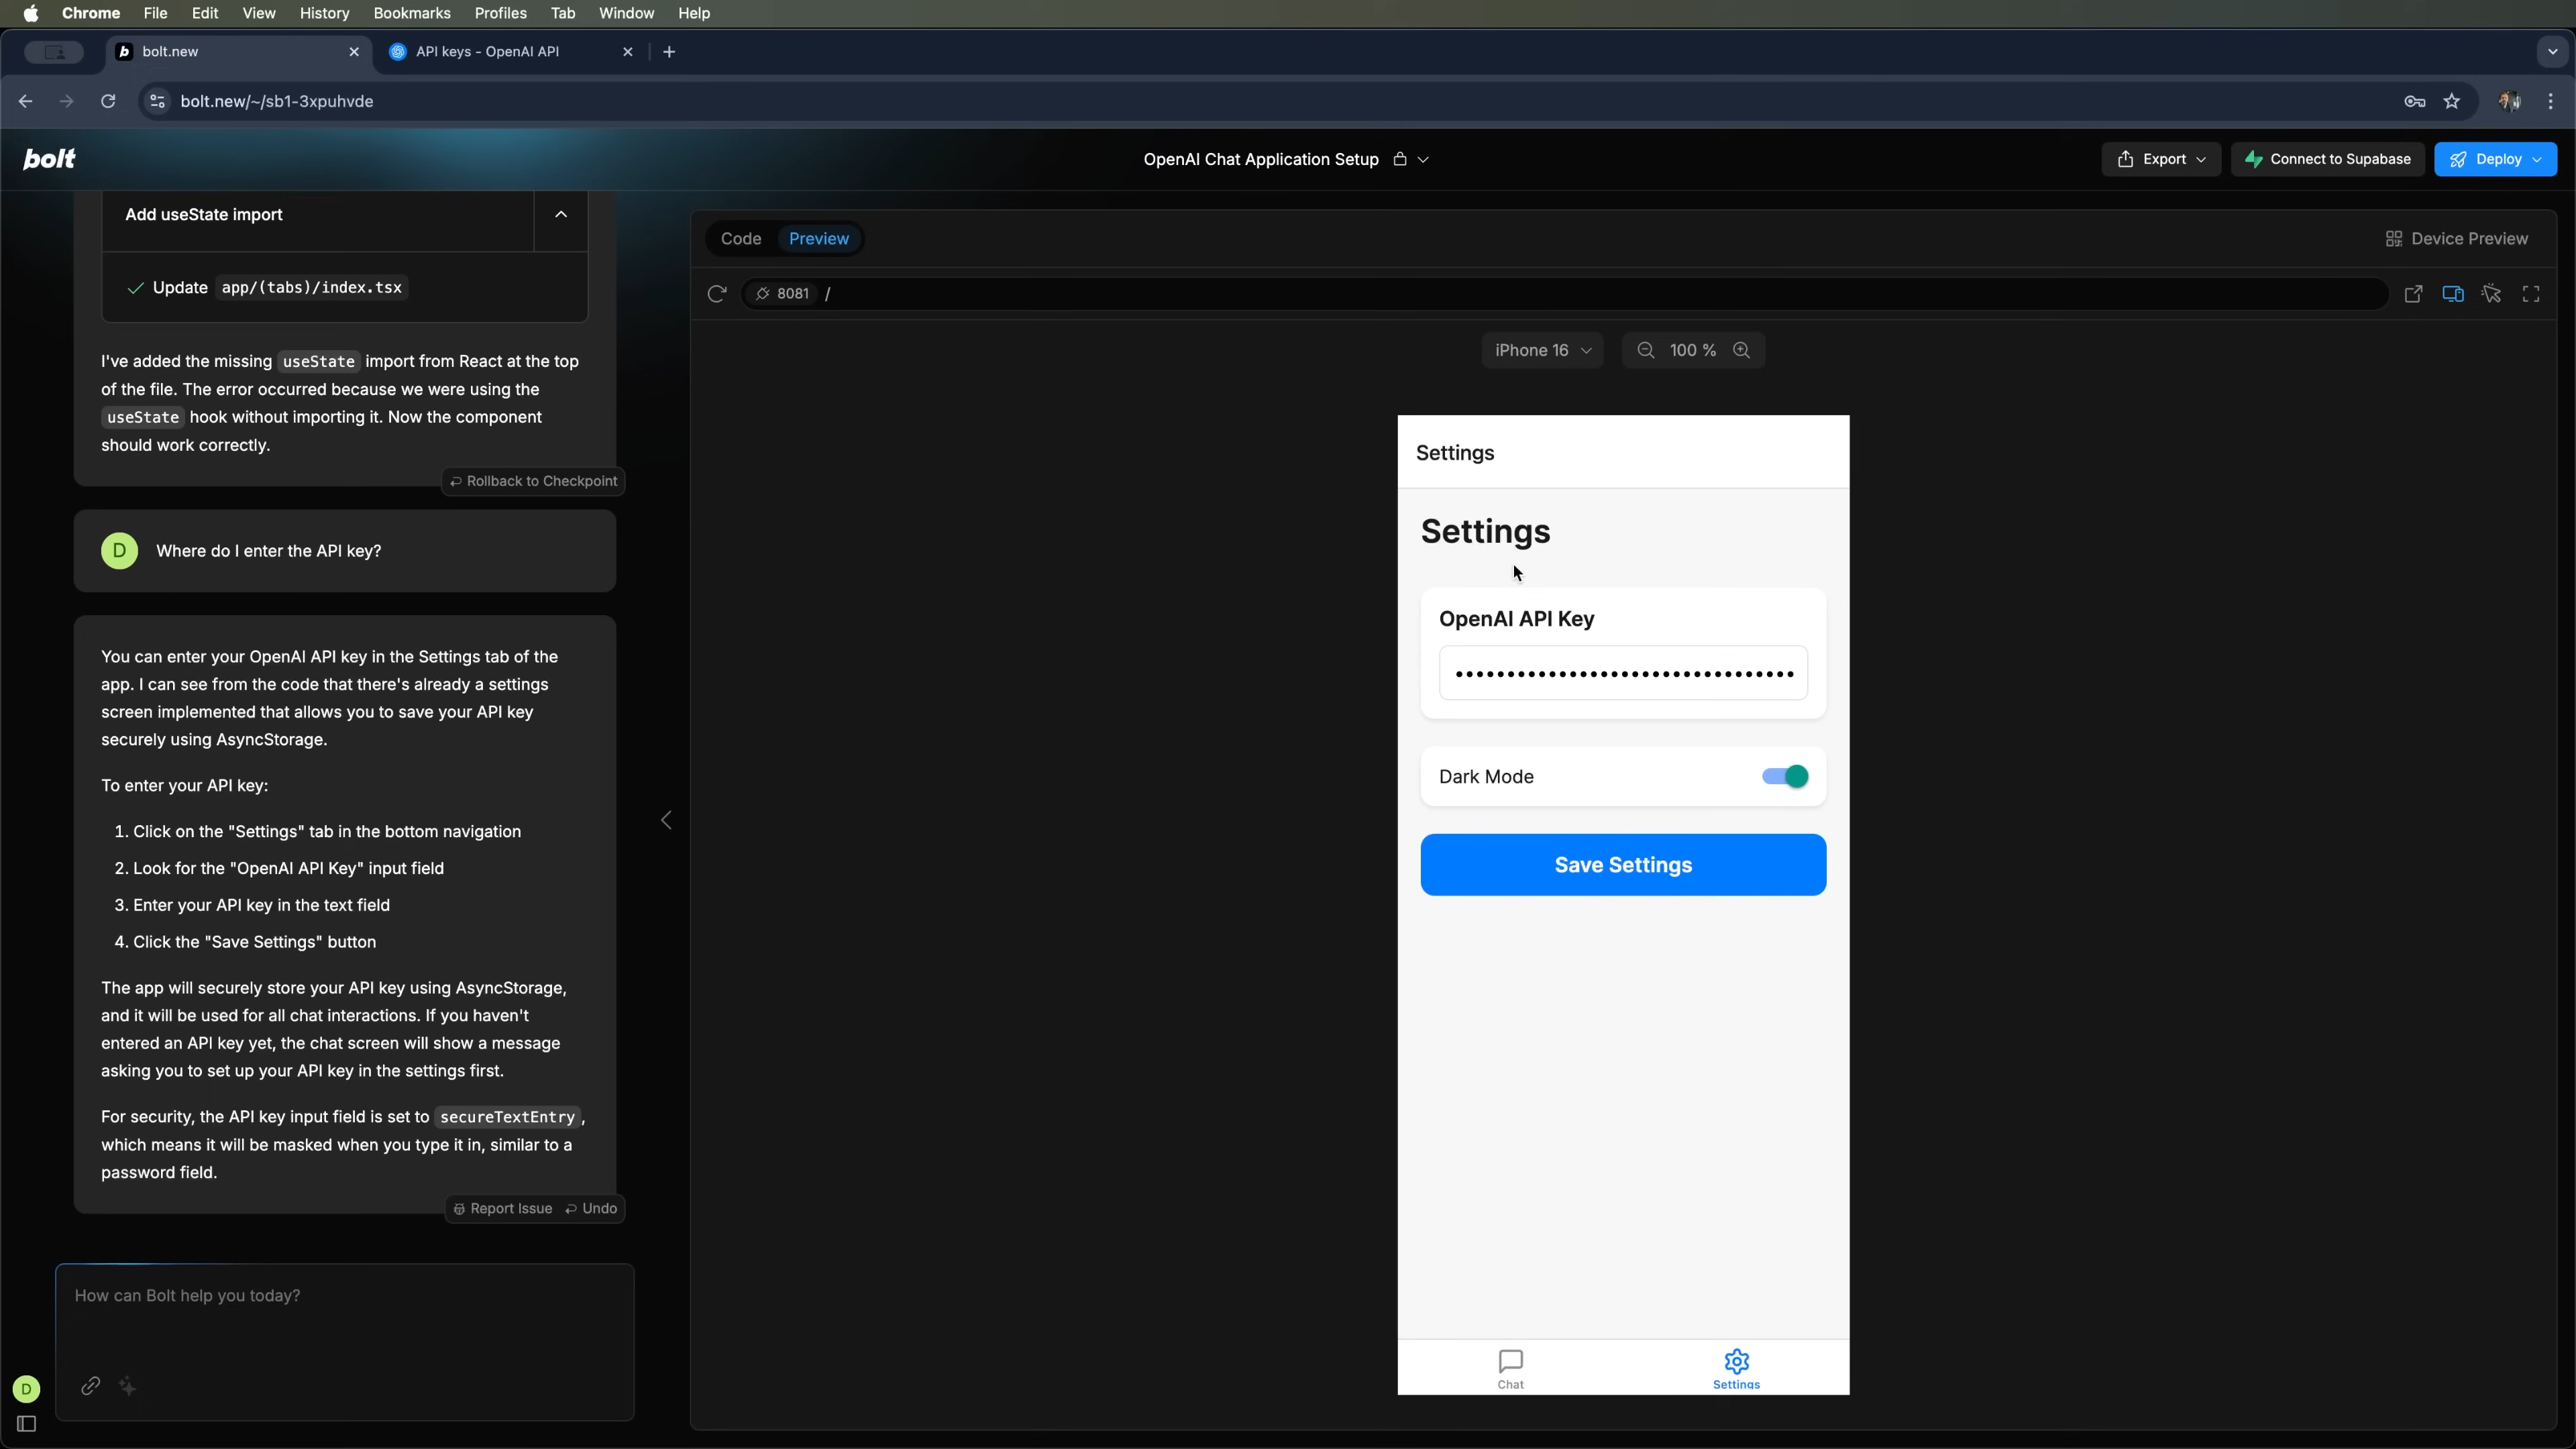 Chrome File Edit View History Bookmarks Profiles Tab Window Help
bolt.new
API keys - OpenAI API
bolt.new/~/sb1-3xpuhvde
bolt
OpenAI Chat Application Setup
Export
Connect to Supabase
Deploy
Add useState import
Update app/(tabs)/index.tsx
I've added the missing useState import from React at the top
of the file. The error occurred because we were using the
useState hook without importing it. Now the component
should work correctly.
Rollback to Checkpoint
D
Where do I enter the API key?
You can enter your OpenAI API key in the Settings tab of the
app. I can see from the code that there's already a settings
screen implemented that allows you to save your API key
securely using AsyncStorage.
To enter your API key:
1. Click on the "Settings" tab in the bottom navigation
2. Look for the "OpenAI API Key" input field
3. Enter your API key in the text field
4. Click the "Save Settings" button
The app will securely store your API key using AsyncStorage,
and it will be used for all chat interactions. If you haven't
entered an API key yet, the chat screen will show a message
asking you to set up your API key in the settings first.
For security, the API key input field is set to secureTextEntry,
which means it will be masked when you type it in, similar to a
password field.
Report Issue Undo
How can Bolt help you today?
D
Code Preview
Device Preview
8081 /
iPhone 16
100 %
Settings
Settings
OpenAI API Key
Dark Mode
Save Settings
Chat
Settings